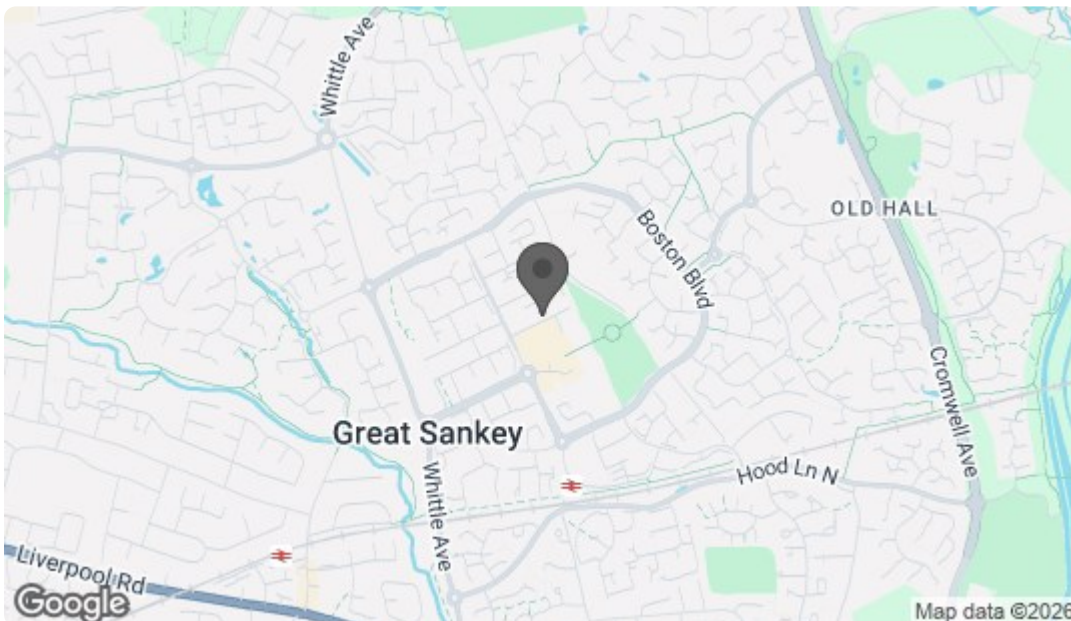 Whittle Ave
OLD HALL
Boston Blvd
Cromwell Ave
Great Sankey
Whittle Ave
Hood Ln N
Liverpool Rd
Google
Map data ©2026